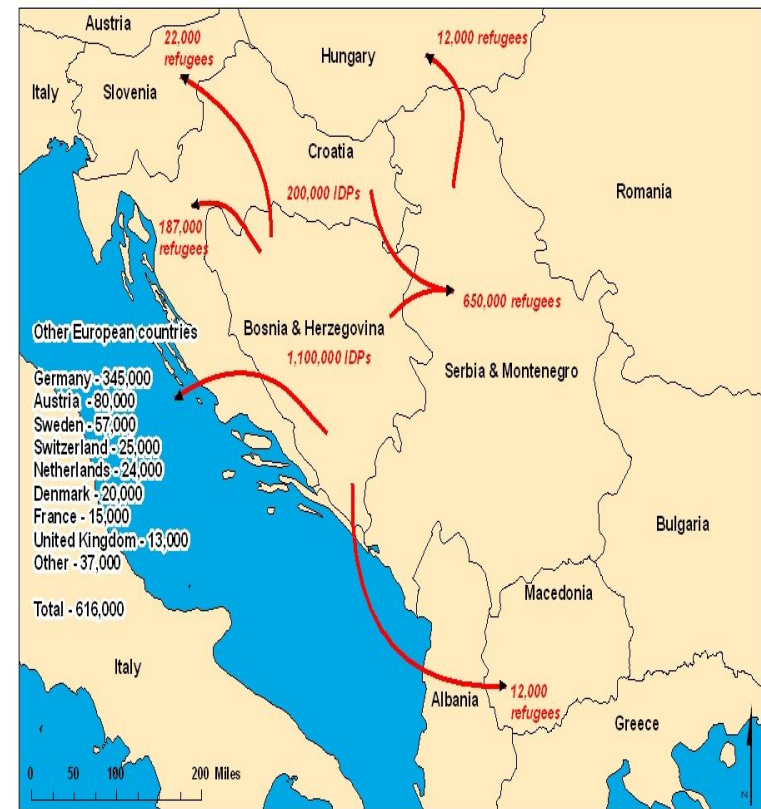 Austria
22,000
refugees
12,000 refugees
Hungary
Italy
Slovenia
Croatia
Romania
200,000 IDPs
187,000
refugees
650,000 refugees
Other European countries
Bosnia & Herzegovina
1,100,000 IDPs
Serbia & Montenegro
Germany - 345,000
Austria - 80,000
Sweden - 57,000
Switzerland - 25,000
Netherlands - 24,000
Denmark - 20,000
France - 15,000
United Kingdom - 13,000
Other - 37,000
Total - 616,000
Bulgaria
Macedonia
Italy
Albania
12,000
refugees
Greece
0 50 100 200 Miles
N